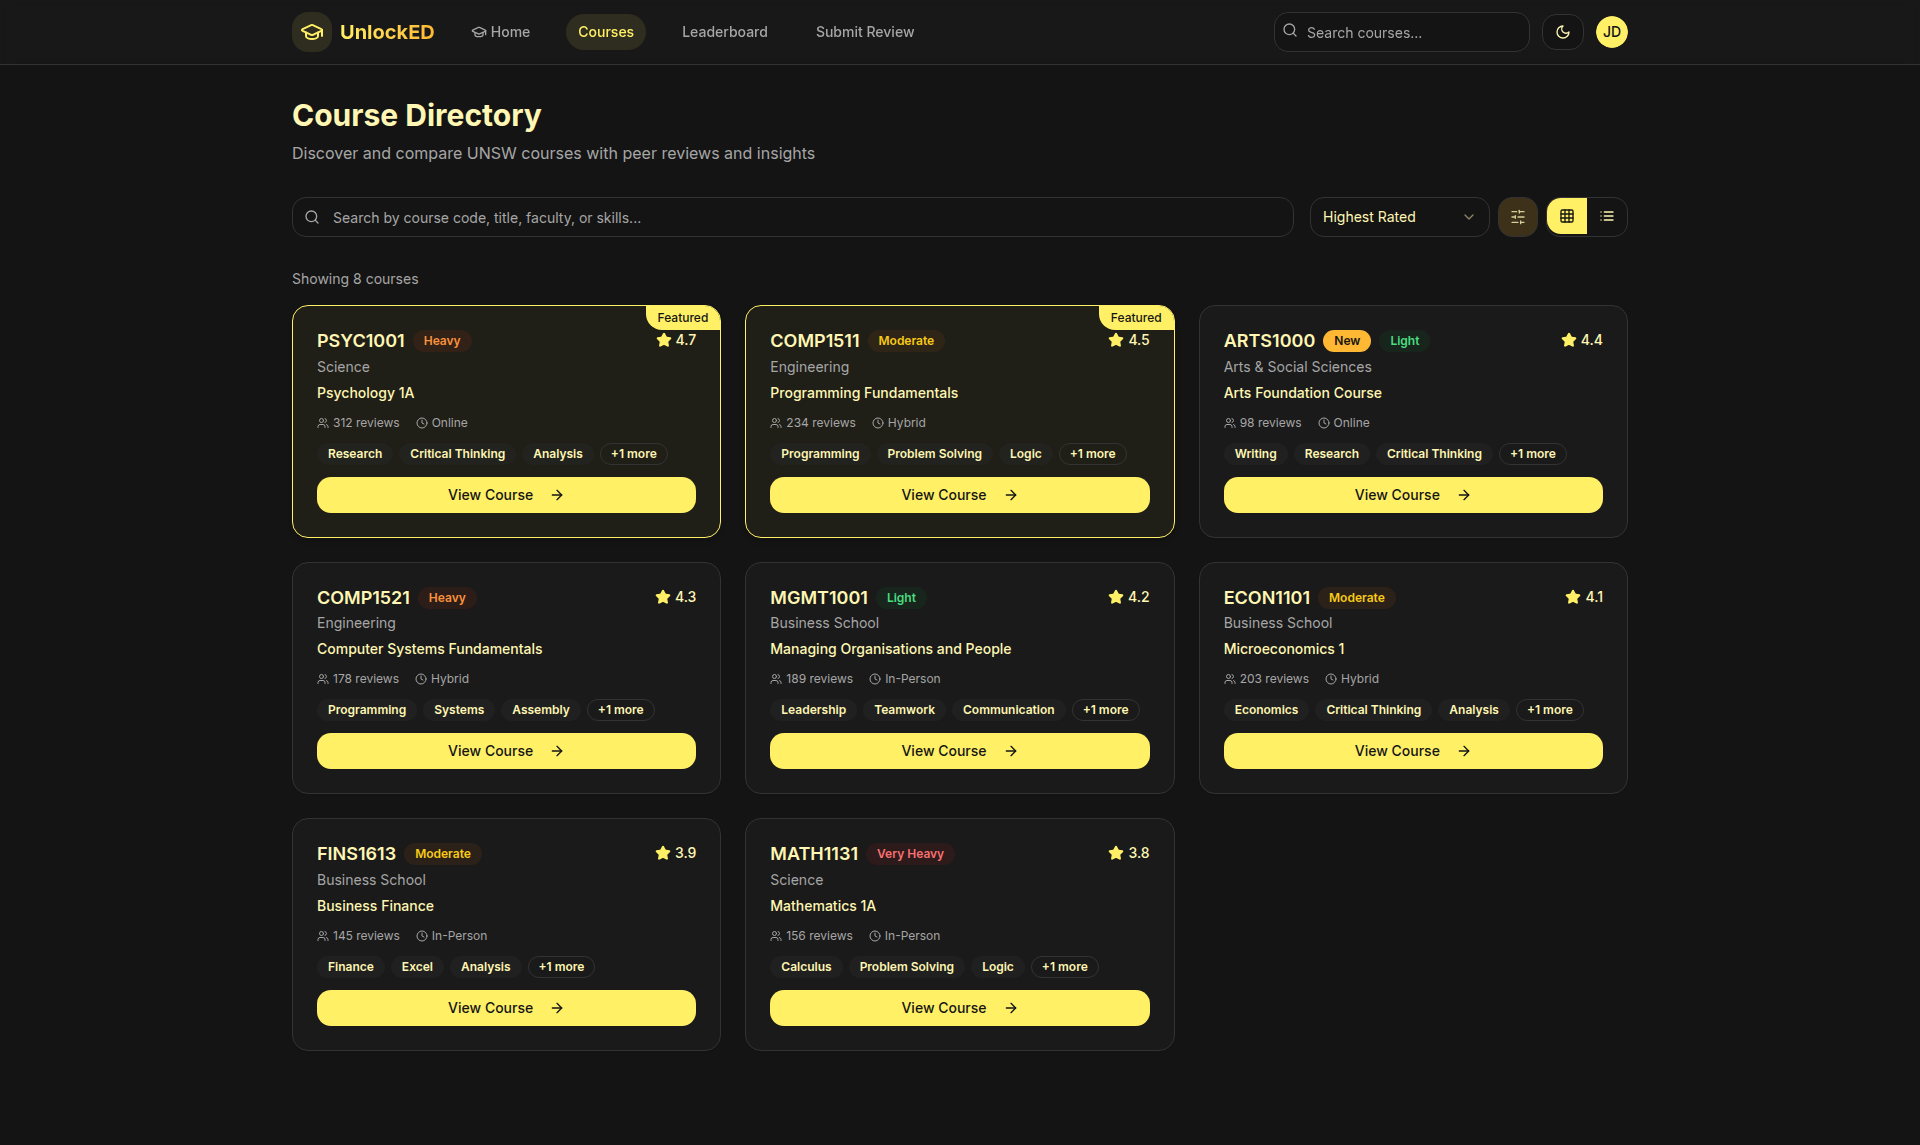 UnlockED Home Courses Leaderboard Submit Review Search courses... JD
Course Directory
Discover and compare UNSW courses with peer reviews and insights
Search by course code, title, faculty, or skills... Highest Rated
Showing 8 courses
Featured
PSYC1001 Heavy 4.7
Science
Psychology 1A
312 reviews Online
Research Critical Thinking Analysis +1 more
View Course
Featured
COMP1511 Moderate 4.5
Engineering
Programming Fundamentals
234 reviews Hybrid
Programming Problem Solving Logic +1 more
View Course
ARTS1000 New Light 4.4
Arts & Social Sciences
Arts Foundation Course
98 reviews Online
Writing Research Critical Thinking +1 more
View Course
COMP1521 Heavy 4.3
Engineering
Computer Systems Fundamentals
178 reviews Hybrid
Programming Systems Assembly +1 more
View Course
MGMT1001 Light 4.2
Business School
Managing Organisations and People
189 reviews In-Person
Leadership Teamwork Communication +1 more
View Course
ECON1101 Moderate 4.1
Business School
Microeconomics 1
203 reviews Hybrid
Economics Critical Thinking Analysis +1 more
View Course
FINS1613 Moderate 3.9
Business School
Business Finance
145 reviews In-Person
Finance Excel Analysis +1 more
View Course
MATH1131 Very Heavy 3.8
Science
Mathematics 1A
156 reviews In-Person
Calculus Problem Solving Logic +1 more
View Course